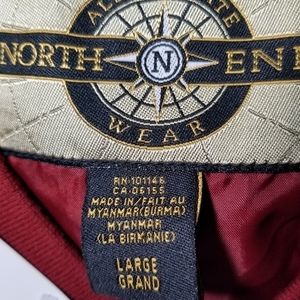 NORTH N EN
WEAR
RN-101146
CA-06155
MADE IN/FAIT AU
MYANMAR(BURMA)
MYANMAR
(LA BIRMANIE)
LARGE
GRAND